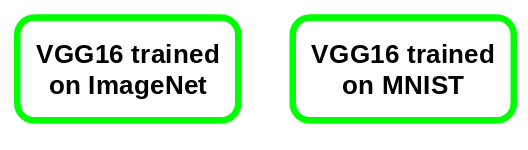 VGG16 trained
on ImageNet
VGG16 trained
on MNIST